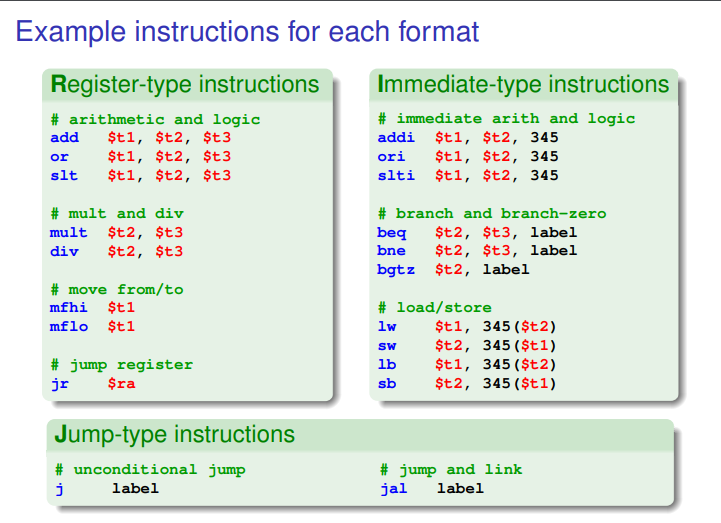 Example instructions for each format
Register-type instructions
# arithmetic and logic
add $t1, $t2, $t3
or $t1, $t2, $t3
slt $t1, $t2, $t3
# mult and div
mult $t2, $t3
div $t2, $t3
# move from/to
mfhi $t1
mflo $t1
# jump register
jr $ra
Immediate-type instructions
# immediate arith and logic
addi $t1, $t2, 345
ori $t1, $t2, 345
slti $t1, $t2, 345
# branch and branch-zero
beq $t2, $t3, label
bne $t2, $t3, label
bgtz $t2, label
# load/store
lw $t1, 345($t2)
sw $t2, 345($t1)
lb $t1, 345($t2)
sb $t2, 345($t1)
Jump-type instructions
# unconditional jump
j label
# jump and link
jal label